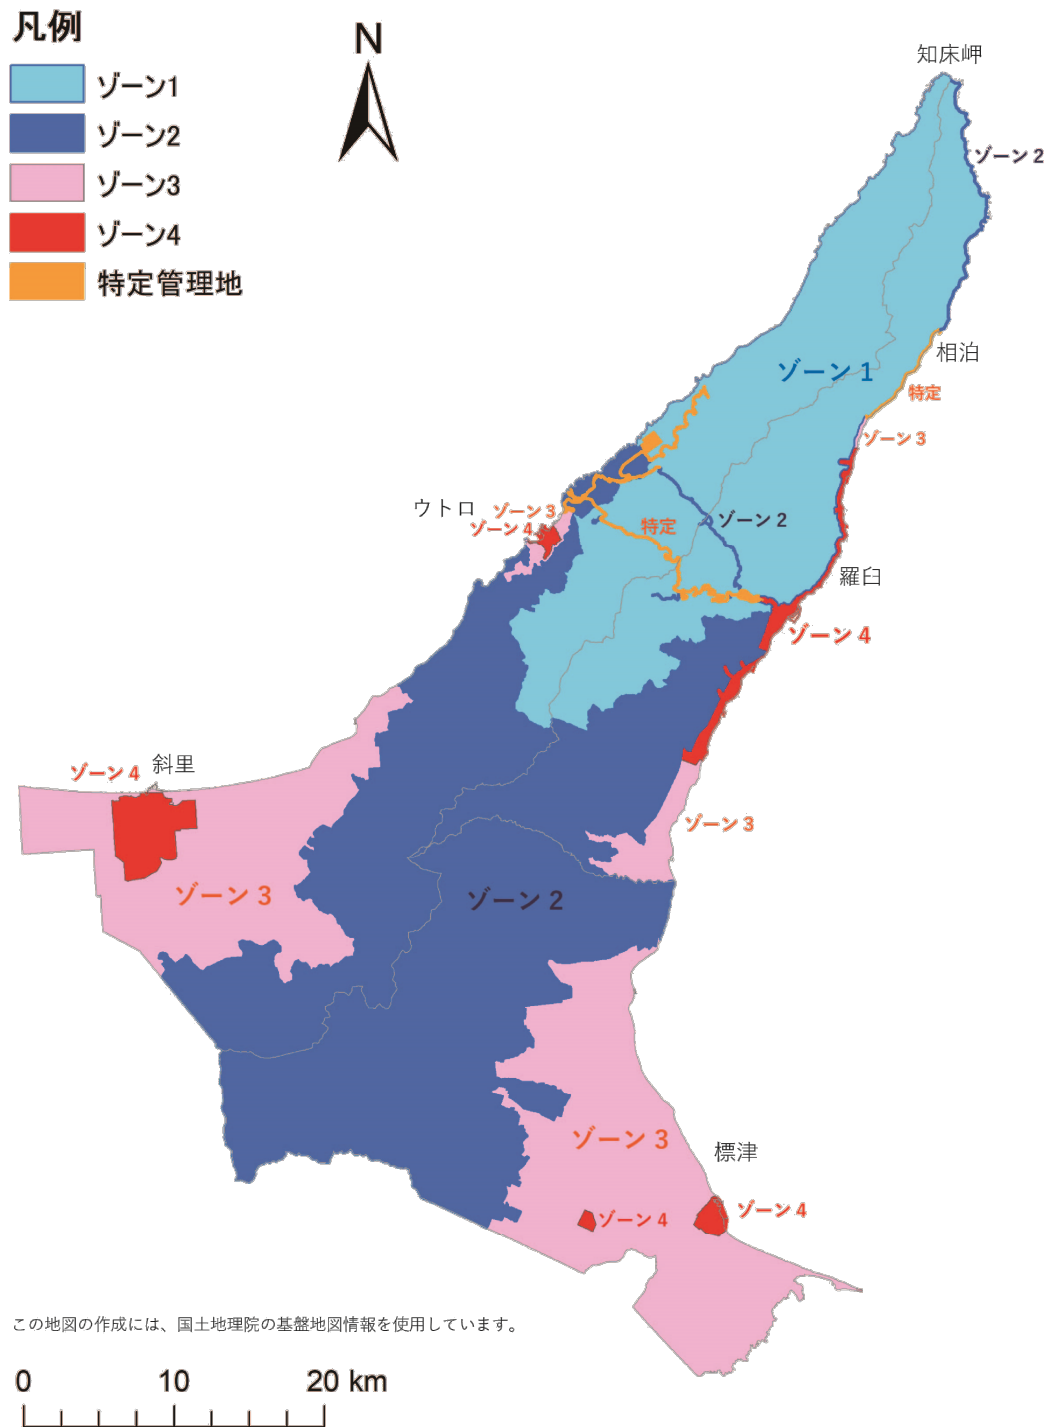 凡例
ゾーン1
ゾーン2
ゾーン3
ゾーン4
特定管理地
N
知床岬
ゾーン2
相泊
ゾーン1
特定
ゾーン3
ウトロ
ゾーン3
ゾーン4
特定
ゾーン2
羅臼
ゾーン4
斜里
ゾーン4
ゾーン3
ゾーン3
ゾーン2
ゾーン3
標津
ゾーン4
ゾーン4
この地図の作成には、国土地理院の基盤地図情報を使用しています。
0 10 20 km